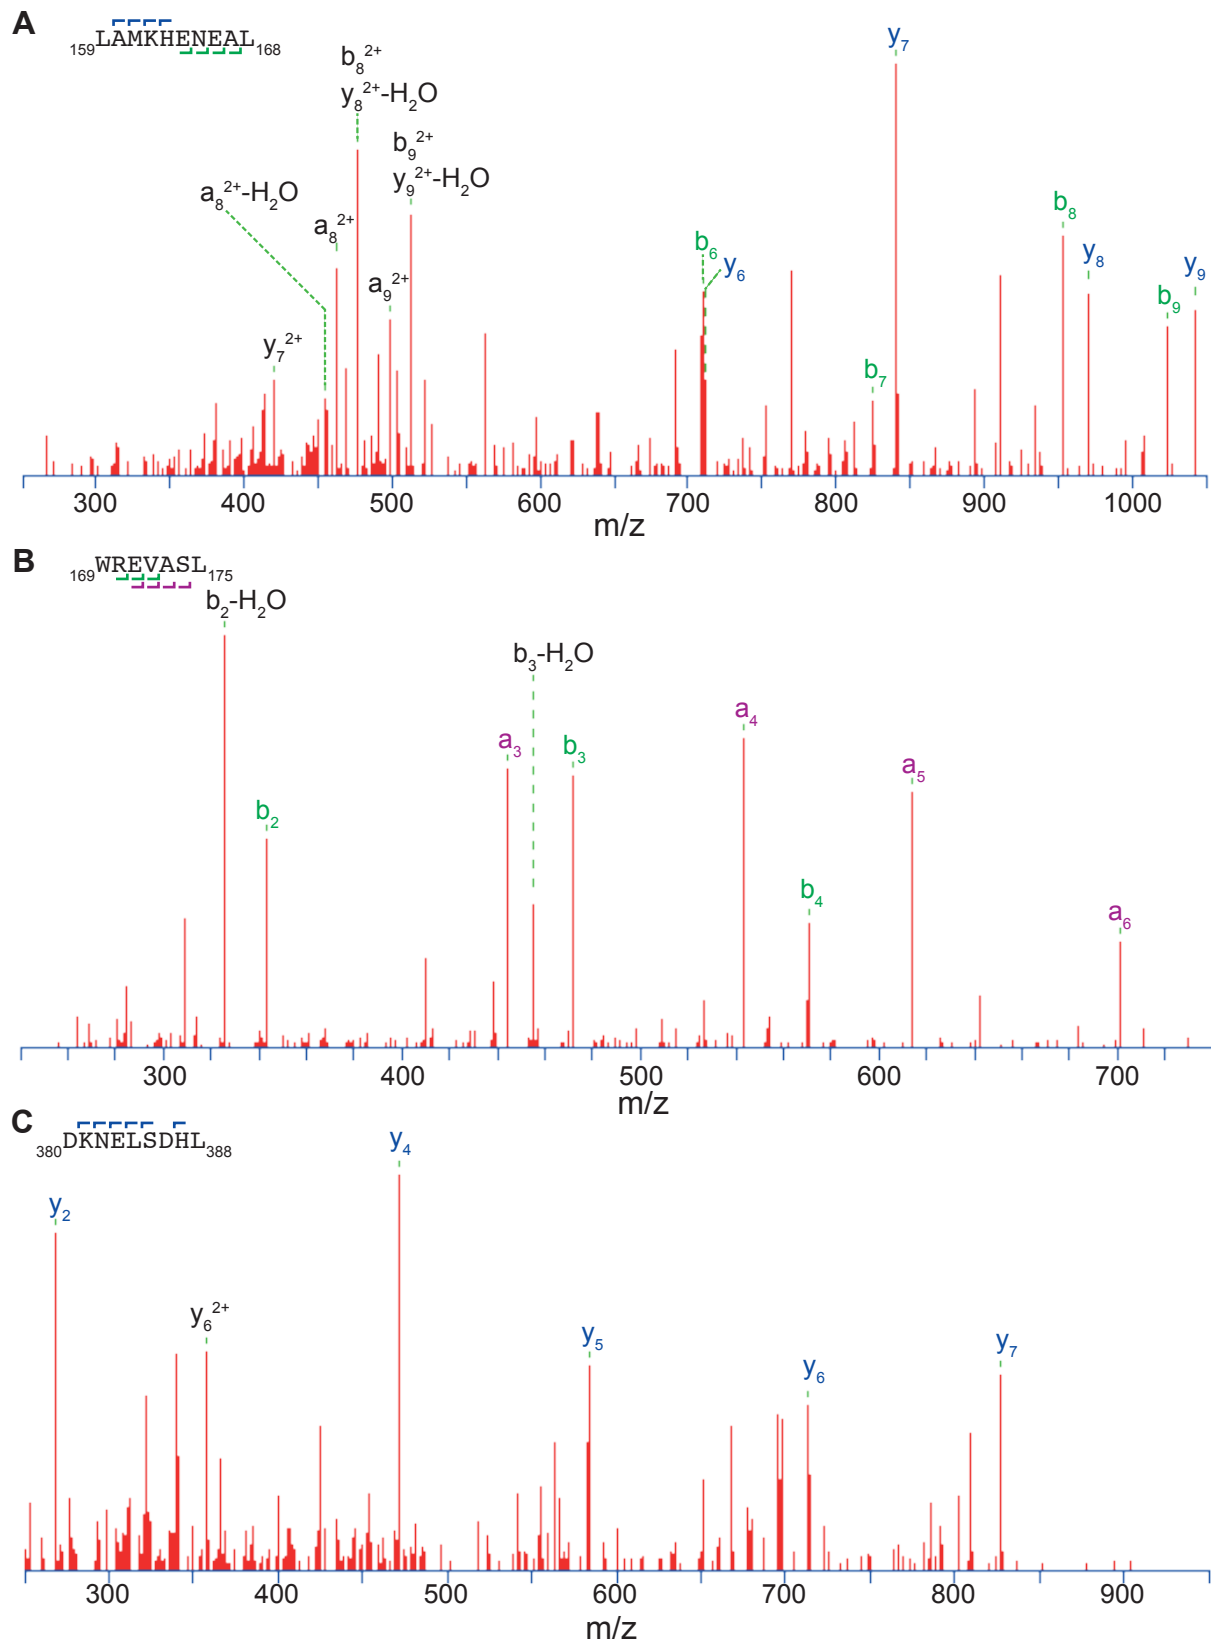 A
159LAMKHENEAL168
b8 2+
y8 2+-H2O
b9 2+
y9 2+-H2O
a8 2+-H2O
a8 2+
a9 2+
y7 2+
b6
y6
y7
b7
b8
y8
b9
y9
300 400 500 600 700 800 900 1000
m/z
B
169WREVASL175
b2-H2O
b3-H2O
a3
b3
a4
a5
b2
b4
a6
300 400 500 600 700
m/z
C
380DKNELSDHL388
y4
y2
y6 2+
y5
y6
y7
300 400 500 600 700 800 900
m/z